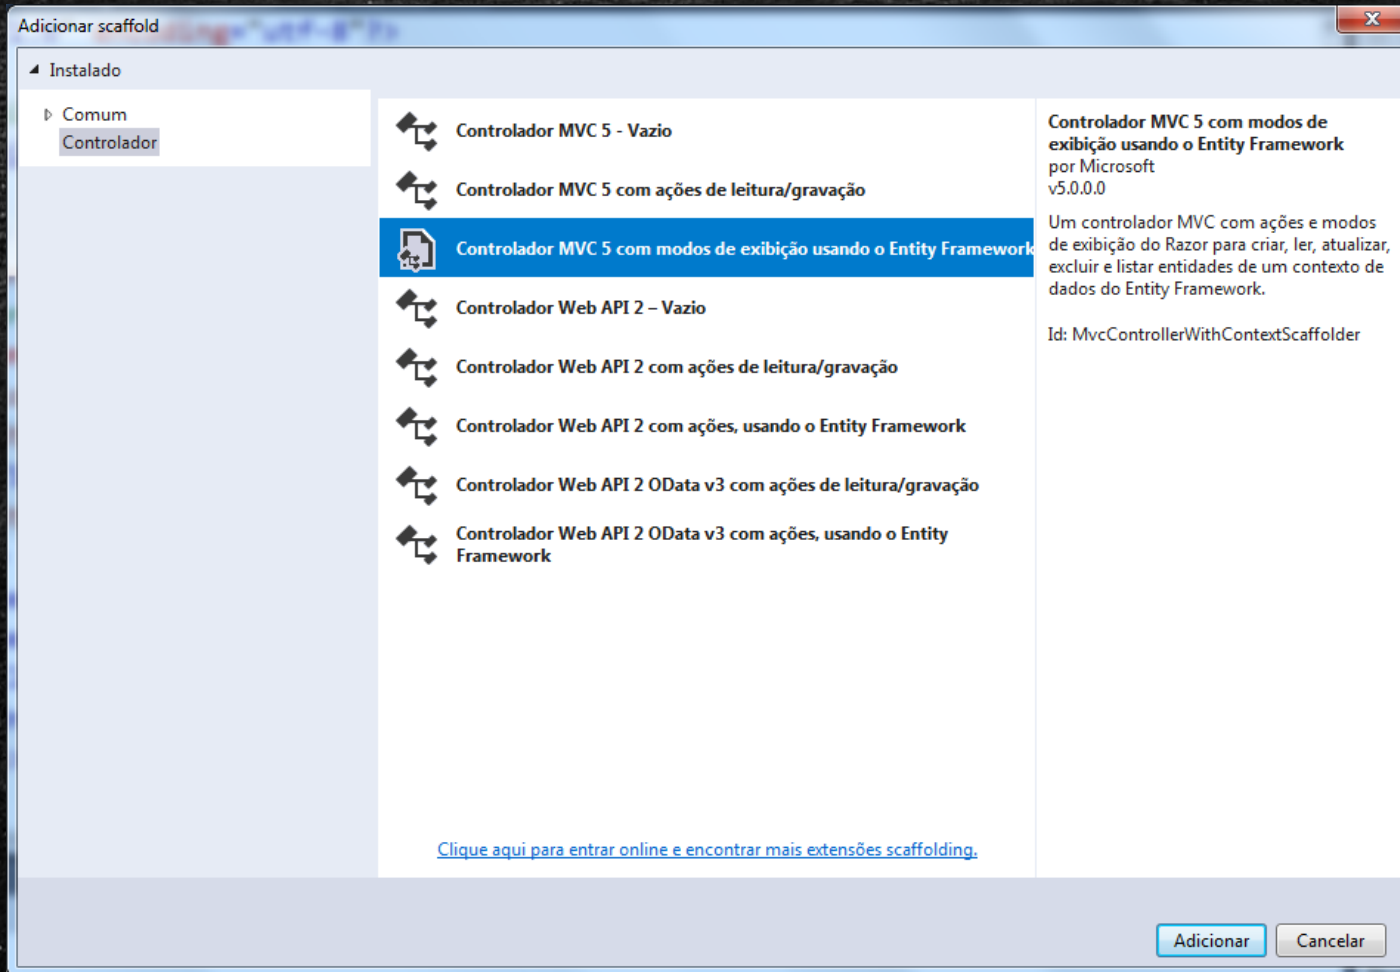 Adicionar scaffold
Instalado
Comum
Controlador
Controlador MVC 5 - Vazio
Controlador MVC 5 com ações de leitura/gravação
Controlador MVC 5 com modos de exibição usando o Entity Framework
Controlador Web API 2 – Vazio
Controlador Web API 2 com ações de leitura/gravação
Controlador Web API 2 com ações, usando o Entity Framework
Controlador Web API 2 OData v3 com ações de leitura/gravação
Controlador Web API 2 OData v3 com ações, usando o Entity
Framework
Clique aqui para entrar online e encontrar mais extensões scaffolding.
Controlador MVC 5 com modos de
exibição usando o Entity Framework
por Microsoft
v5.0.0.0
Um controlador MVC com ações e modos
de exibição do Razor para criar, ler, atualizar,
excluir e listar entidades de um contexto de
dados do Entity Framework.
Id: MvcControllerWithContextScaffolder
Adicionar
Cancelar